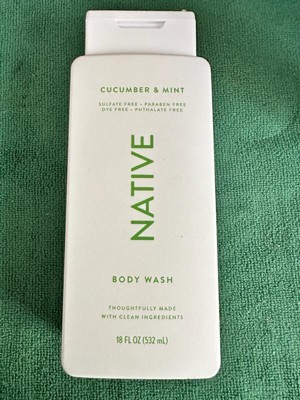 CUCUMBER & MINT
SULFATE FREE • PARABEN FREE
DYE FREE • PHTHALATE FREE
NATIVE
BODY WASH
THOUGHTFULLY MADE
WITH CLEAN INGREDIENTS
18 FL OZ (532 mL)